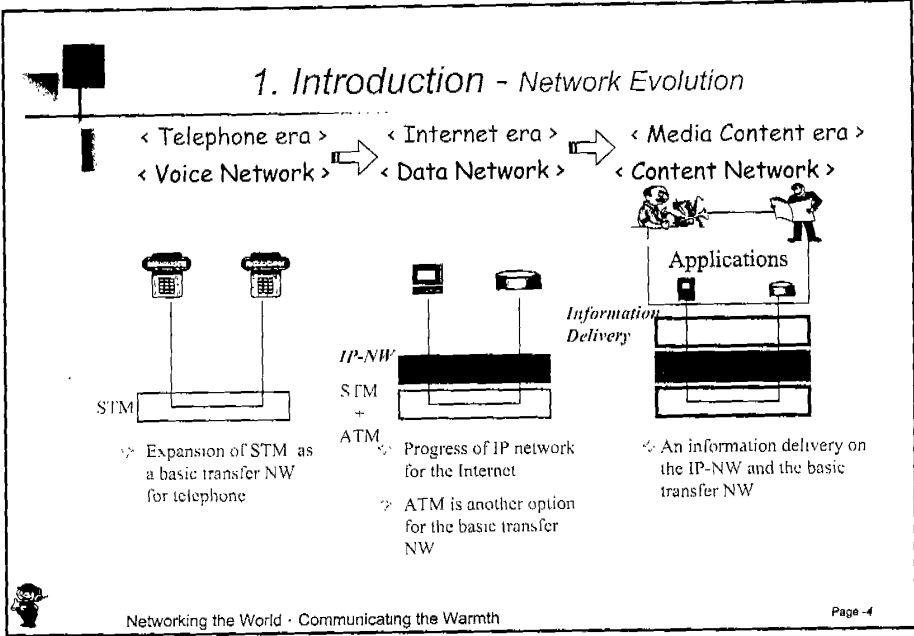 1. Introduction - Network Evolution
< Telephone era >
< Voice Network >
< Internet era >
< Data Network >
< Media Content era >
< Content Network >
STM
Expansion of STM as
a basic transfer NW
for telephone
IP-NW
STM
+
ATM
Progress of IP network
for the Internet
ATM is another option
for the basic transfer
NW
Applications
Information
Delivery
An information delivery on
the IP-NW and the basic
transfer NW
Networking the World · Communicating the Warmth
Page -4